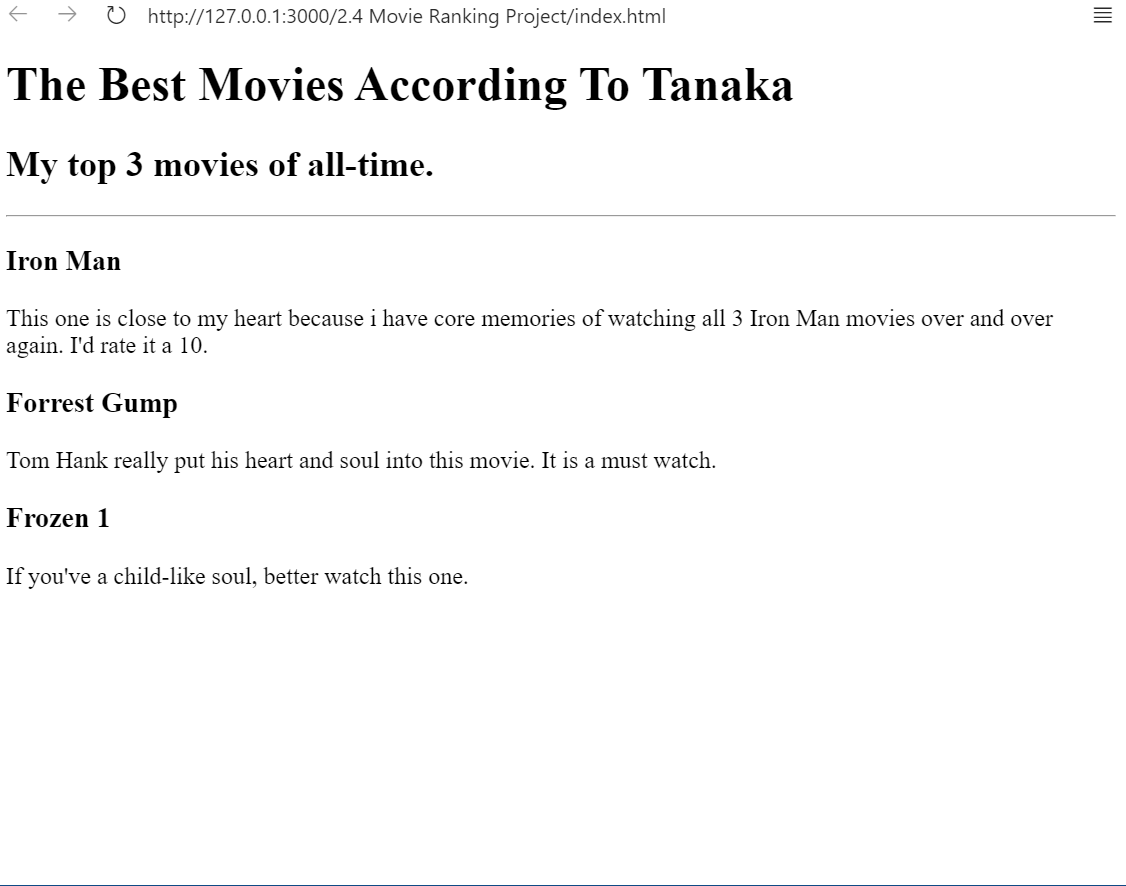 http://127.0.0.1:3000/2.4 Movie Ranking Project/index.html
The Best Movies According To Tanaka
My top 3 movies of all-time.
Iron Man
This one is close to my heart because i have core memories of watching all 3 Iron Man movies over and over
again. I'd rate it a 10.
Forrest Gump
Tom Hank really put his heart and soul into this movie. It is a must watch.
Frozen 1
If you've a child-like soul, better watch this one.